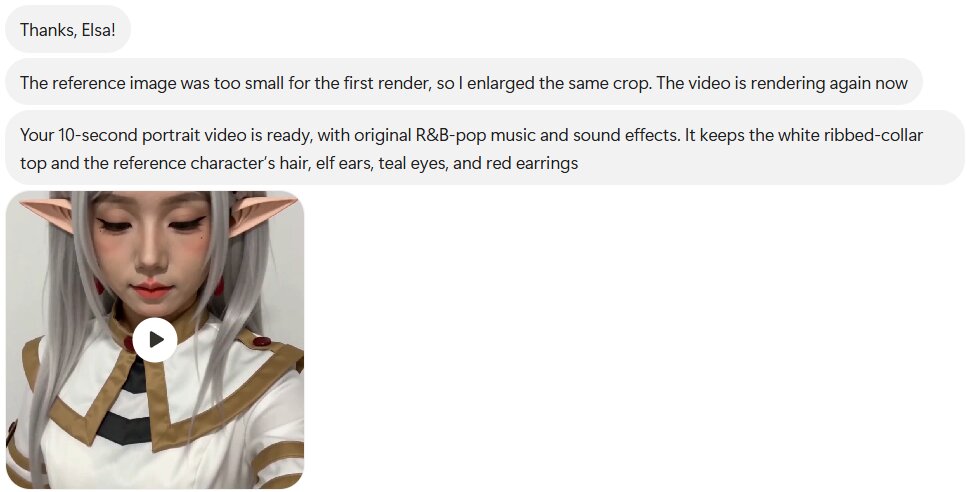 Thanks, Elsa!
The reference image was too small for the first render, so I enlarged the same crop. The video is rendering again now
Your 10-second portrait video is ready, with original R&B-pop music and sound effects. It keeps the white ribbed-collar
top and the reference character’s hair, elf ears, teal eyes, and red earrings